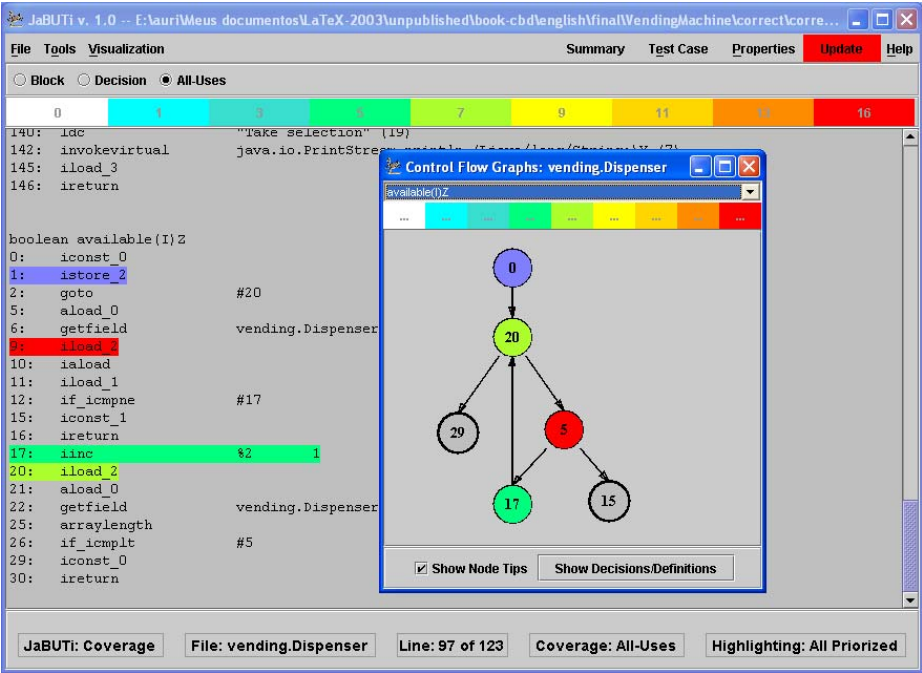 JaBUTi v. 1.0 -- E:\auri\Meus documentos\LaTeX-2003\unpublished\book-cbd\english\final\VendingMachine\correct\corre...
File Tools Visualization Summary Test Case Properties Update Help
Block Decision All-Uses
0 1 3 5 7 9 11 13 16
140: ldc "Take selection" (19)
142: invokevirtual java.io.PrintStream.println
145: iload_3
146: ireturn
boolean available(I)Z
0: iconst_0
1: istore_2
2: goto #20
5: aload_0
6: getfield vending.Dispenser
9: iload_2
10: iaload
11: iload_1
12: if_icmpne #17
15: iconst_1
16: ireturn
17: iinc %2 1
20: iload_2
21: aload_0
22: getfield vending.Dispenser
25: arraylength
26: if_icmplt #5
29: iconst_0
30: ireturn
Control Flow Graphs: vending.Dispenser
available(I)Z
... ... ... ... ... ... ... ... ...
0
20
29 5
17 15
Show Node Tips Show Decisions/Definitions
JaBUTi: Coverage File: vending.Dispenser Line: 97 of 123 Coverage: All-Uses Highlighting: All Priorized